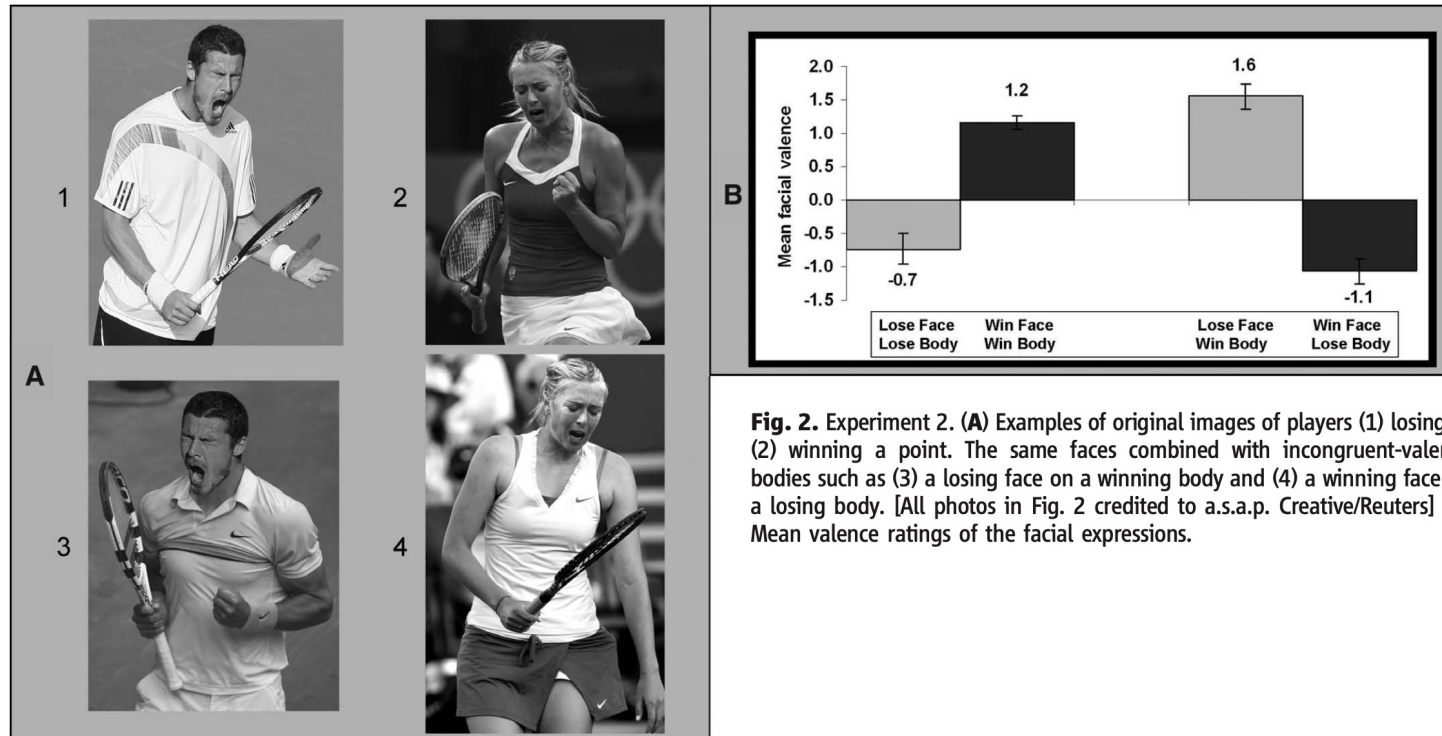 A
1
2
3
4
adidas
HEAD
B
Mean facial valence
2.0
1.5
1.0
0.5
0.0
-0.5
-1.0
-1.5
-0.7
1.2
1.6
-1.1
Lose Face Win Face Lose Face Win Face
Lose Body Win Body Win Body Lose Body
Fig. 2. Experiment 2. (A) Examples of original images of players (1) losing
(2) winning a point. The same faces combined with incongruent-valen
bodies such as (3) a losing face on a winning body and (4) a winning face
a losing body. [All photos in Fig. 2 credited to a.s.a.p. Creative/Reuters]
Mean valence ratings of the facial expressions.